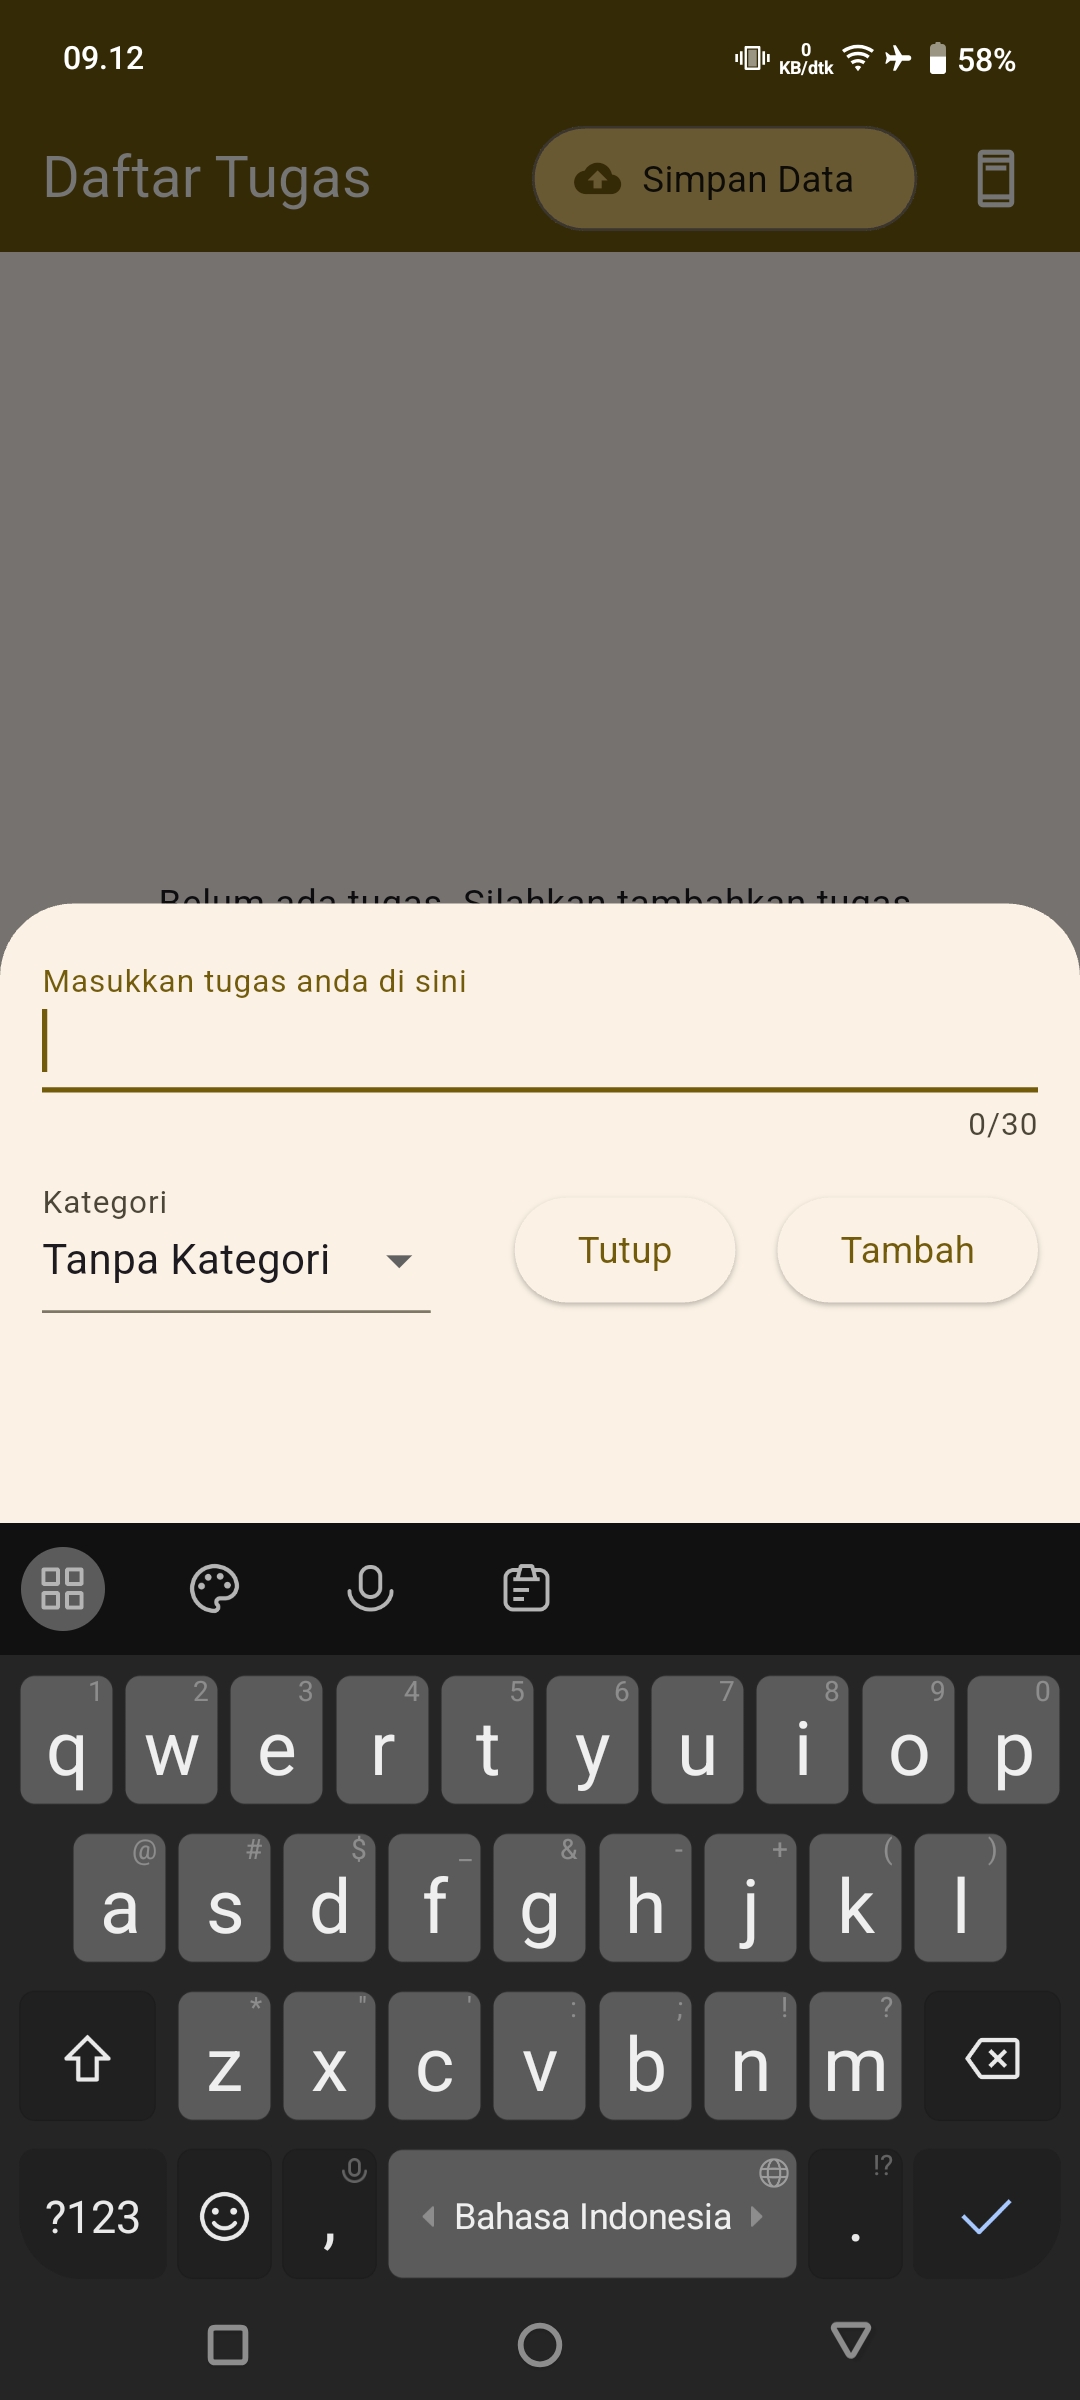 09.12
0
KB/dtk
58%
Daftar Tugas
Simpan Data
Belum ada tugas. Silahkan tambahkan tugas
Masukkan tugas anda di sini
0/30
Kategori
Tanpa Kategori
Tutup
Tambah
1 2 3 4 5 6 7 8 9 0
q w e r t y u i o p
@ # $ _ & - + ( )
a s d f g h j k l
* " ' : ; ! ?
z x c v b n m
!?
?123 , Bahasa Indonesia .